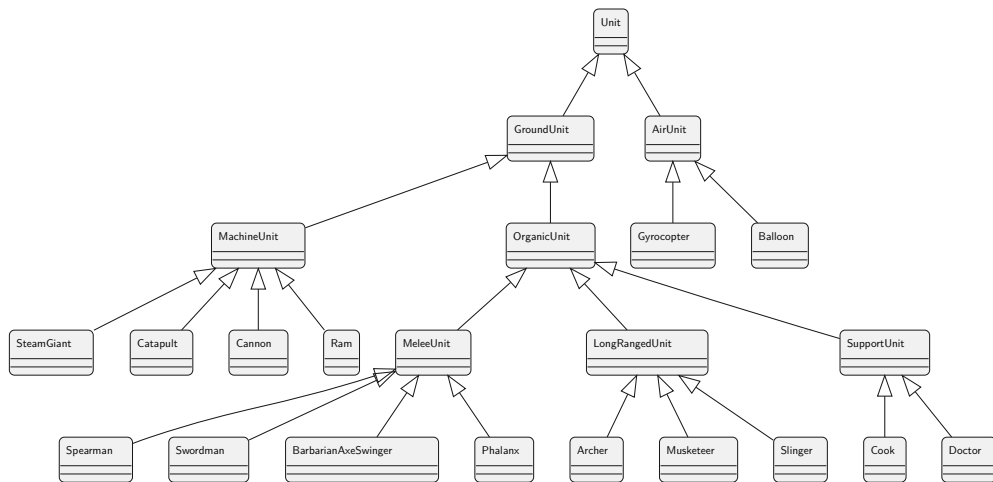 Unit
GroundUnit
AirUnit
MachineUnit
OrganicUnit
Gyrocopter
Balloon
SteamGiant
Catapult
Cannon
Ram
MeleeUnit
LongRangedUnit
SupportUnit
Spearman
Swordman
BarbarianAxeSwinger
Phalanx
Archer
Musketeer
Slinger
Cook
Doctor